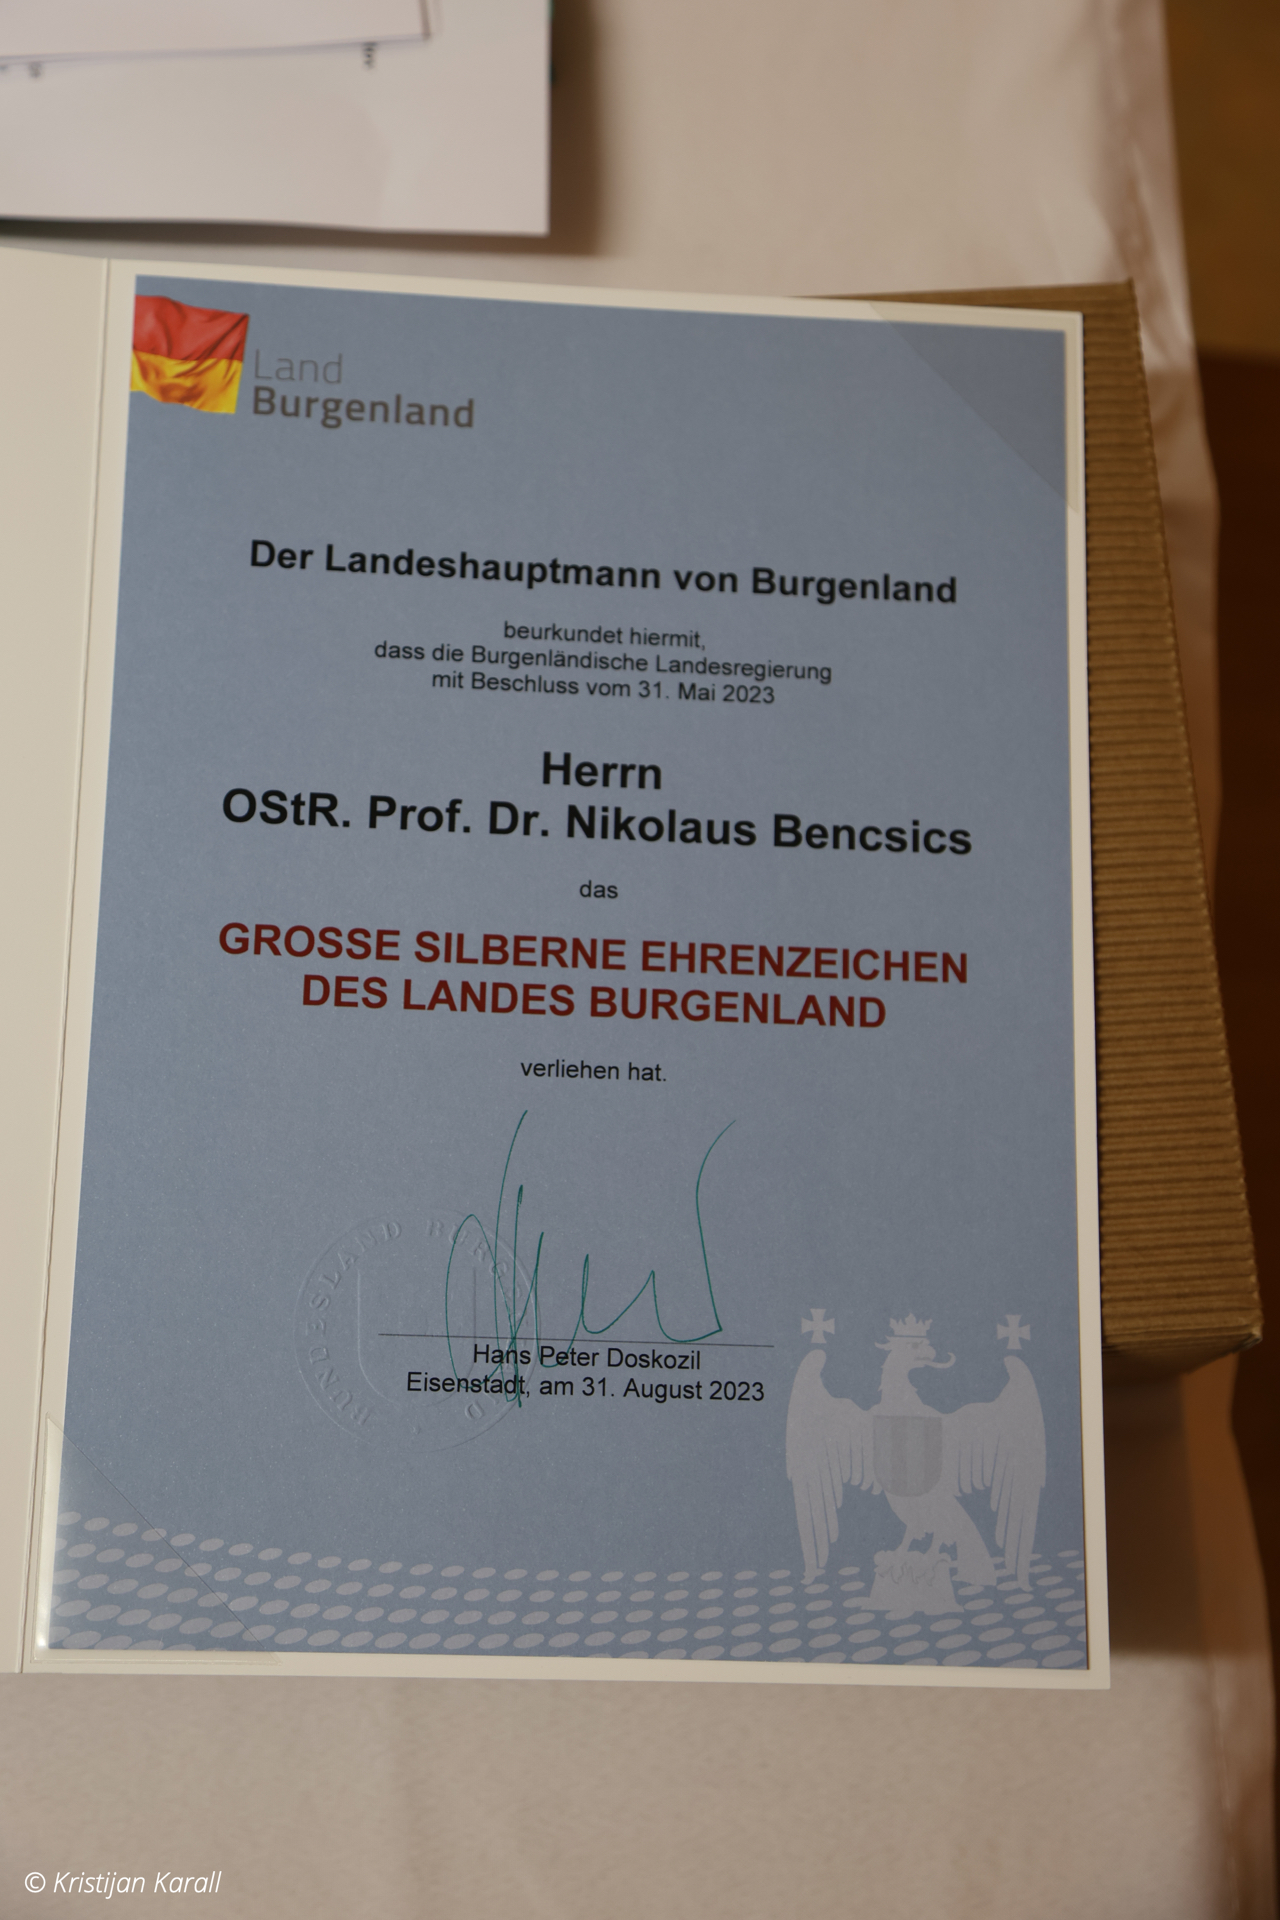 Land
Burgenland
Der Landeshauptmann von Burgenland
beurkundet hiermit,
dass die Burgenländische Landesregierung
mit Beschluss vom 31. Mai 2023
Herrn
OStR. Prof. Dr. Nikolaus Bencsics
das
GROSSE SILBERNE EHRENZEICHEN
DES LANDES BURGENLAND
verliehen hat.
BUNDESLAND BURGENLAND
Hans Peter Doskozil
Eisenstadt, am 31. August 2023
© Kristijan Karall